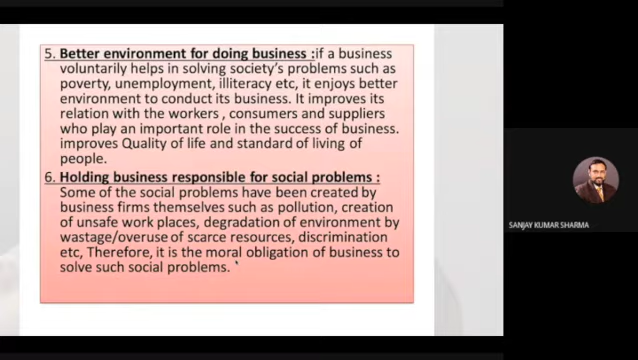 5. Better environment for doing business : if a business
voluntarily helps in solving society's problems such as
poverty, unemployment, illiteracy etc, it enjoys better
environment to conduct its business. It improves its
relation with the workers , consumers and suppliers
who play an important role in the success of business.
improves Quality of life and standard of living of
people.
6. Holding business responsible for social problems :
Some of the social problems have been created by
business firms themselves such as pollution, creation
of unsafe work places, degradation of environment by
wastage/overuse of scarce resources, discrimination
etc, Therefore, it is the moral obligation of business to
solve such social problems.
SANJAY KUMAR SHARMA